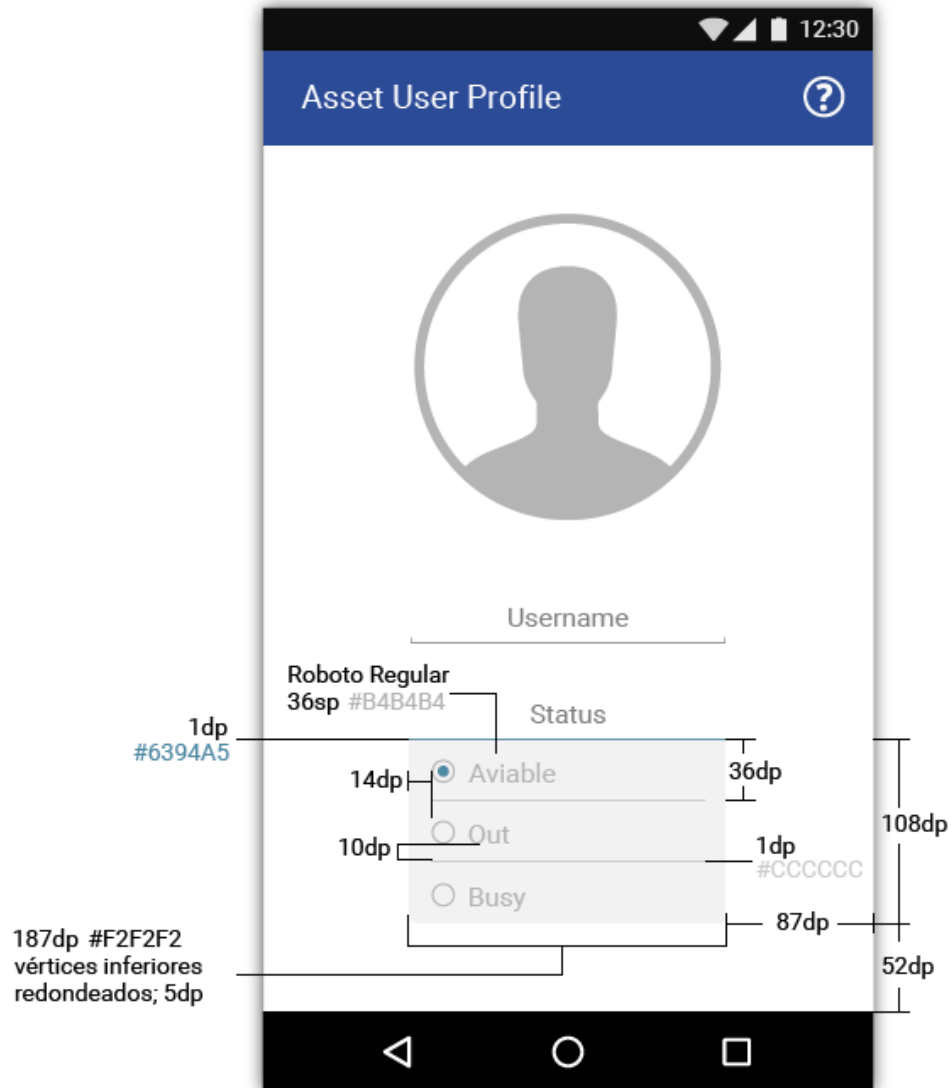 12:30
Asset User Profile
?
Username
Roboto Regular
36sp #B4B4B4
Status
1dp
#6394A5
Aviable
36dp
14dp
108dp
Out
10dp
1dp
#CCCCCC
Busy
87dp
187dp #F2F2F2
vértices inferiores
redondeados; 5dp
52dp